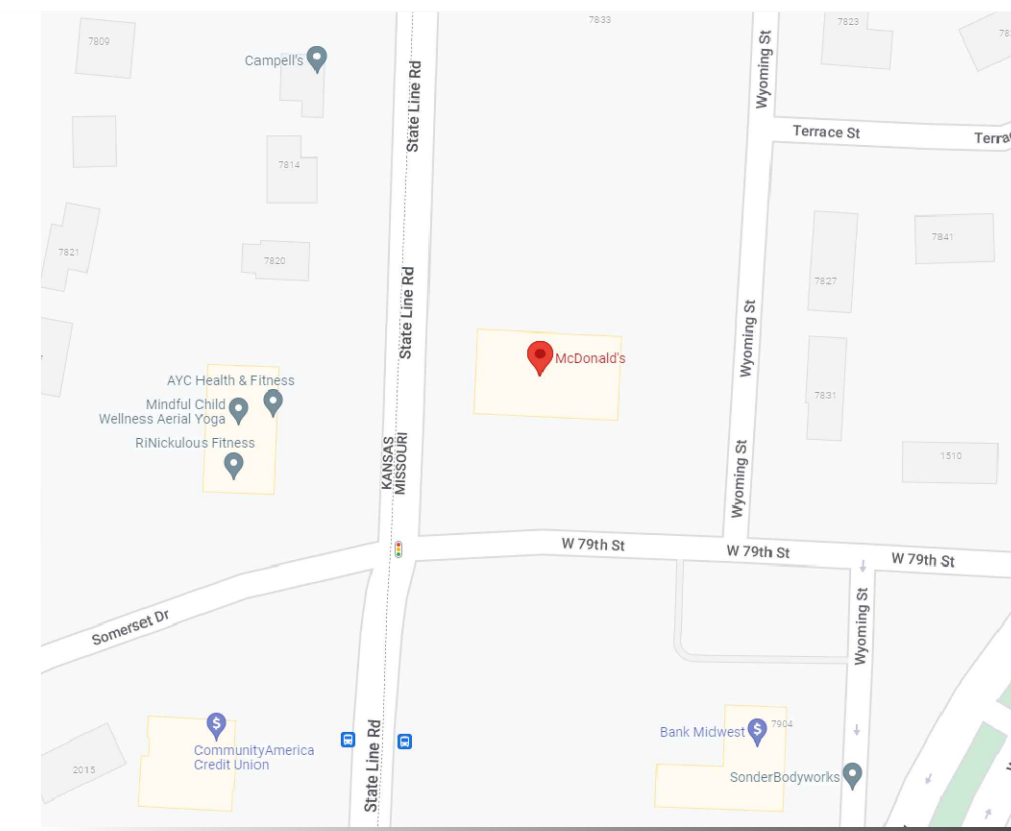 7833
7823
7809
Campell's
State Line Rd
Wyoming St
Terrace St
7814
7821
7820
7841
7827
State Line Rd
Wyoming St
McDonald's
AYC Health & Fitness
Mindful Child
Wellness Aerial Yoga
RiNickulous Fitness
7831
KANSAS
MISSOURI
Wyoming St
1510
W 79th St
W 79th St
W 79th St
Somerset Dr
Wyoming St
State Line Rd
2015
$
CommunityAmerica
Credit Union
Bank Midwest
$
7904
SonderBodyworks